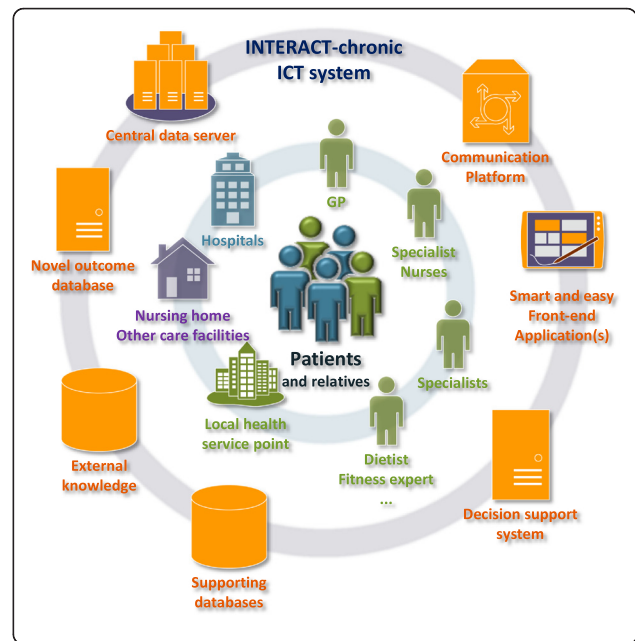 INTERACT-chronic
ICT system
Central data server
Communication
Platform
GP
Hospitals
Specialist
Nurses
Novel outcome
database
Smart and easy
Front-end
Application(s)
Nursing home
Other care facilities
Patients
and relatives
Specialists
Local health
service point
Dietist
Fitness expert
...
External
knowledge
Decision support
system
Supporting
databases